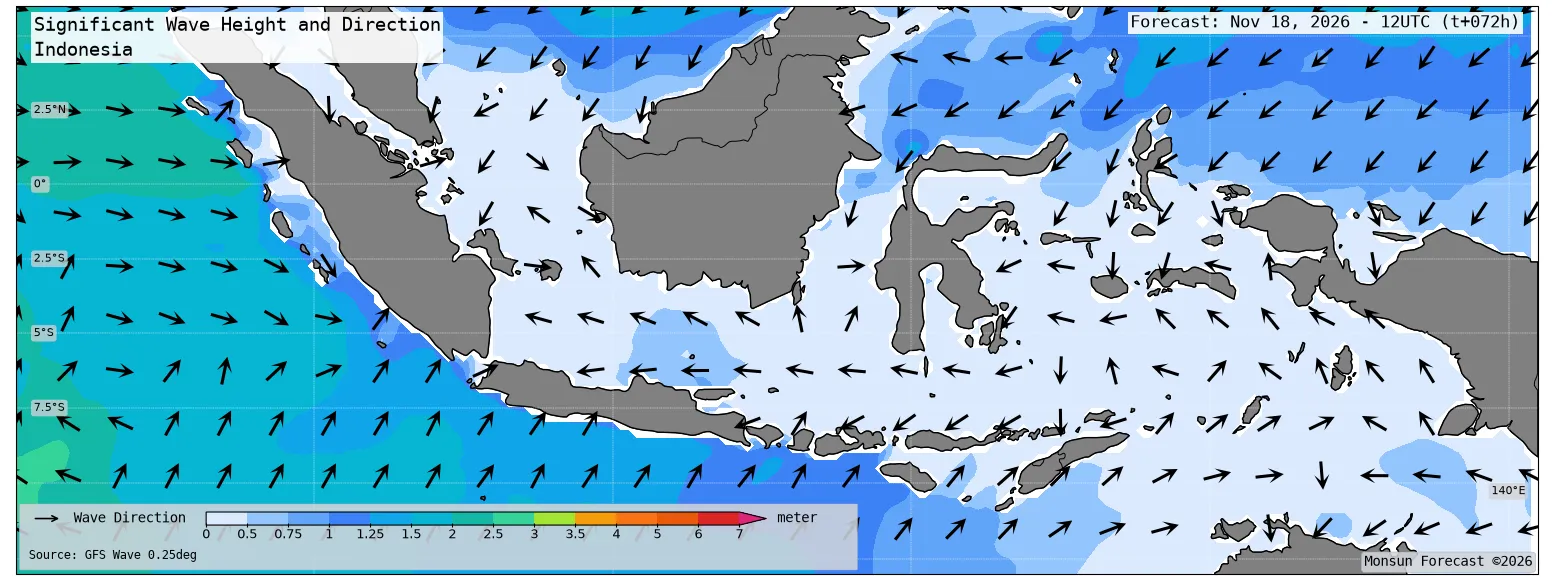 Significant Wave Height and Direction
Indonesia
Forecast: Nov 18, 2026 - 12UTC (t+072h)
2.5°N
0°
2.5°S
5°S
7.5°S
140°E
Wave Direction
0 0.5 0.75 1 1.25 1.5 2 2.5 3 3.5 4 5 6 7
meter
Source: GFS Wave 0.25deg
Monsun Forecast ©2026